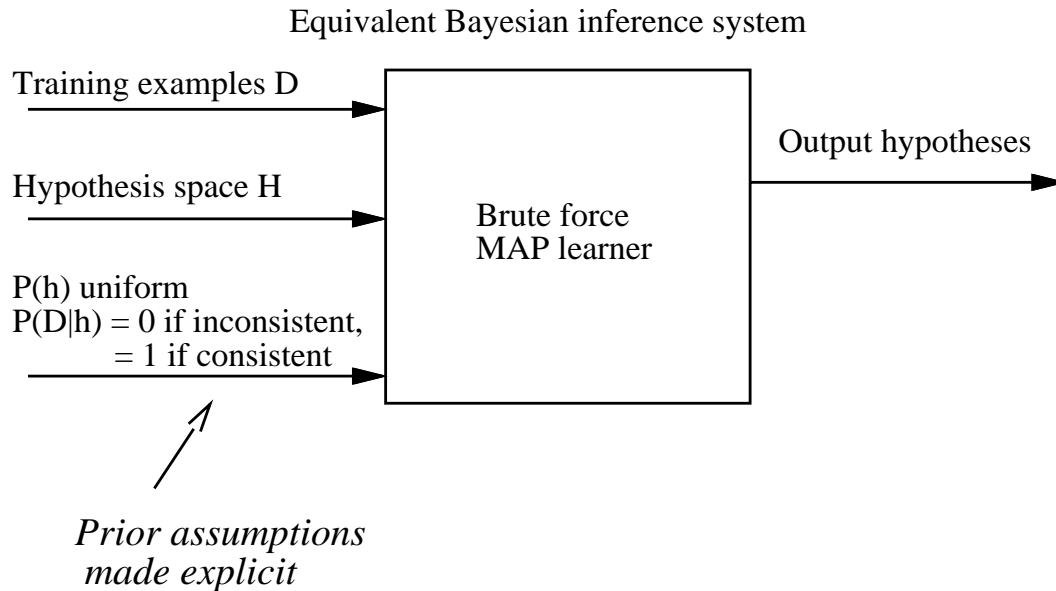 Equivalent Bayesian inference system
Training examples D
Output hypotheses
Hypothesis space H
Brute force
MAP learner
P(h) uniform
P(D|h) = 0 if inconsistent,
= 1 if consistent
Prior assumptions
made explicit